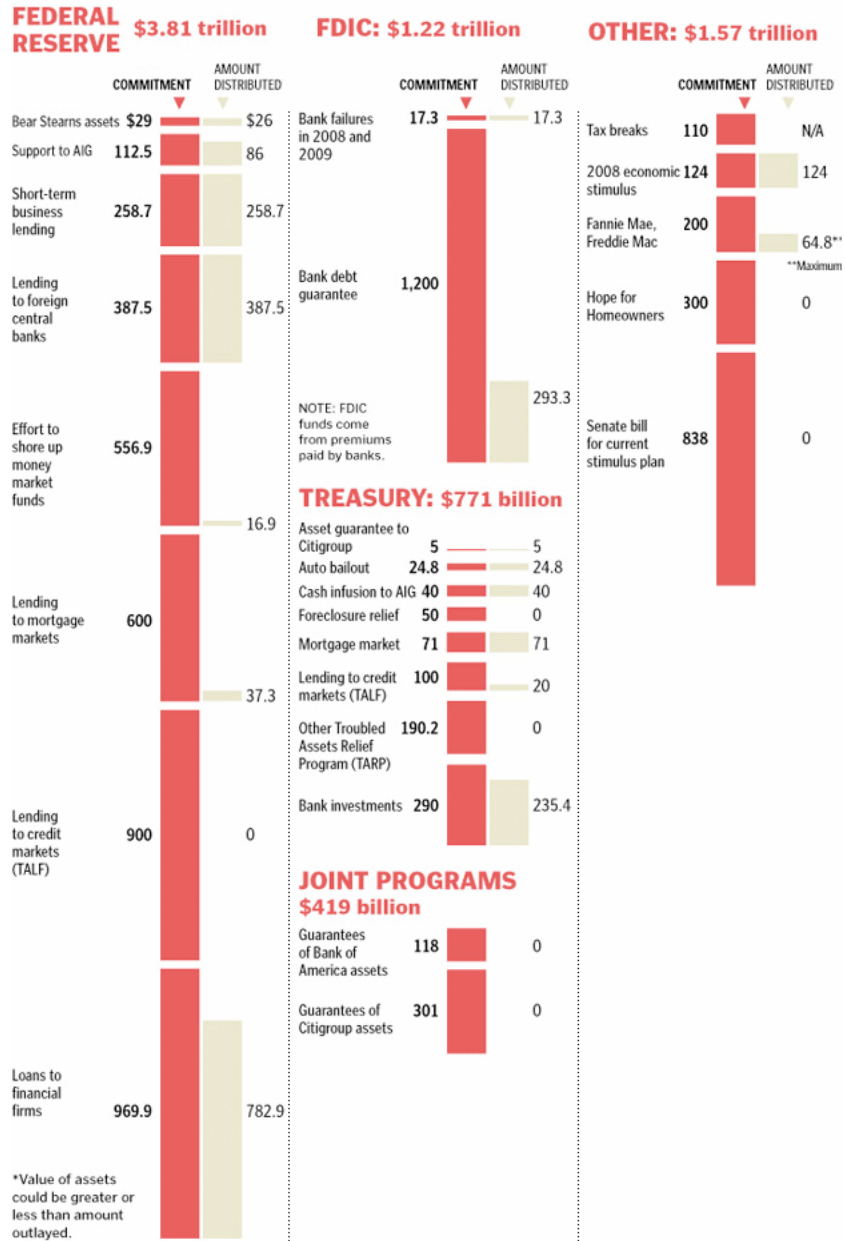 FEDERAL
RESERVE $3.81 trillion
AMOUNT
COMMITMENT DISTRIBUTED
Bear Stearns assets $29 $26
Support to AIG 112.5 86
Short-term
business
lending
258.7 258.7
Lending
to foreign
central
banks
387.5 387.5
Effort to
shore up
money
market
funds
556.9
16.9
Lending
to mortgage
markets
600
37.3
Lending
to credit
markets
(TALF)
900 0
Loans to
financial
firms
969.9 782.9
*Value of assets
could be greater or
less than amount
outlayed.
FDIC: $1.22 trillion
AMOUNT
COMMITMENT DISTRIBUTED
Bank failures
in 2008 and
2009
17.3 17.3
Bank debt
guarantee
1,200
293.3
NOTE: FDIC
funds come
from premiums
paid by banks.
TREASURY: $771 billion
Asset guarantee to
Citigroup 5 5
Auto bailout 24.8 24.8
Cash infusion to AIG 40 40
Foreclosure relief 50 0
Mortgage market 71 71
Lending to credit
markets (TALF)
100 20
Other Troubled
Assets Relief
Program (TARP)
190.2 0
Bank investments 290 235.4
JOINT PROGRAMS
$419 billion
Guarantees
of Bank of
America assets
118 0
Guarantees of
Citigroup assets
301 0
OTHER: $1.57 trillion
AMOUNT
COMMITMENT DISTRIBUTED
Tax breaks 110 N/A
2008 economic
stimulus
124 124
Fannie Mae,
Freddie Mac
200
64.8**
**Maximum
Hope for
Homeowners
300 0
Senate bill
for current
stimulus plan
838 0